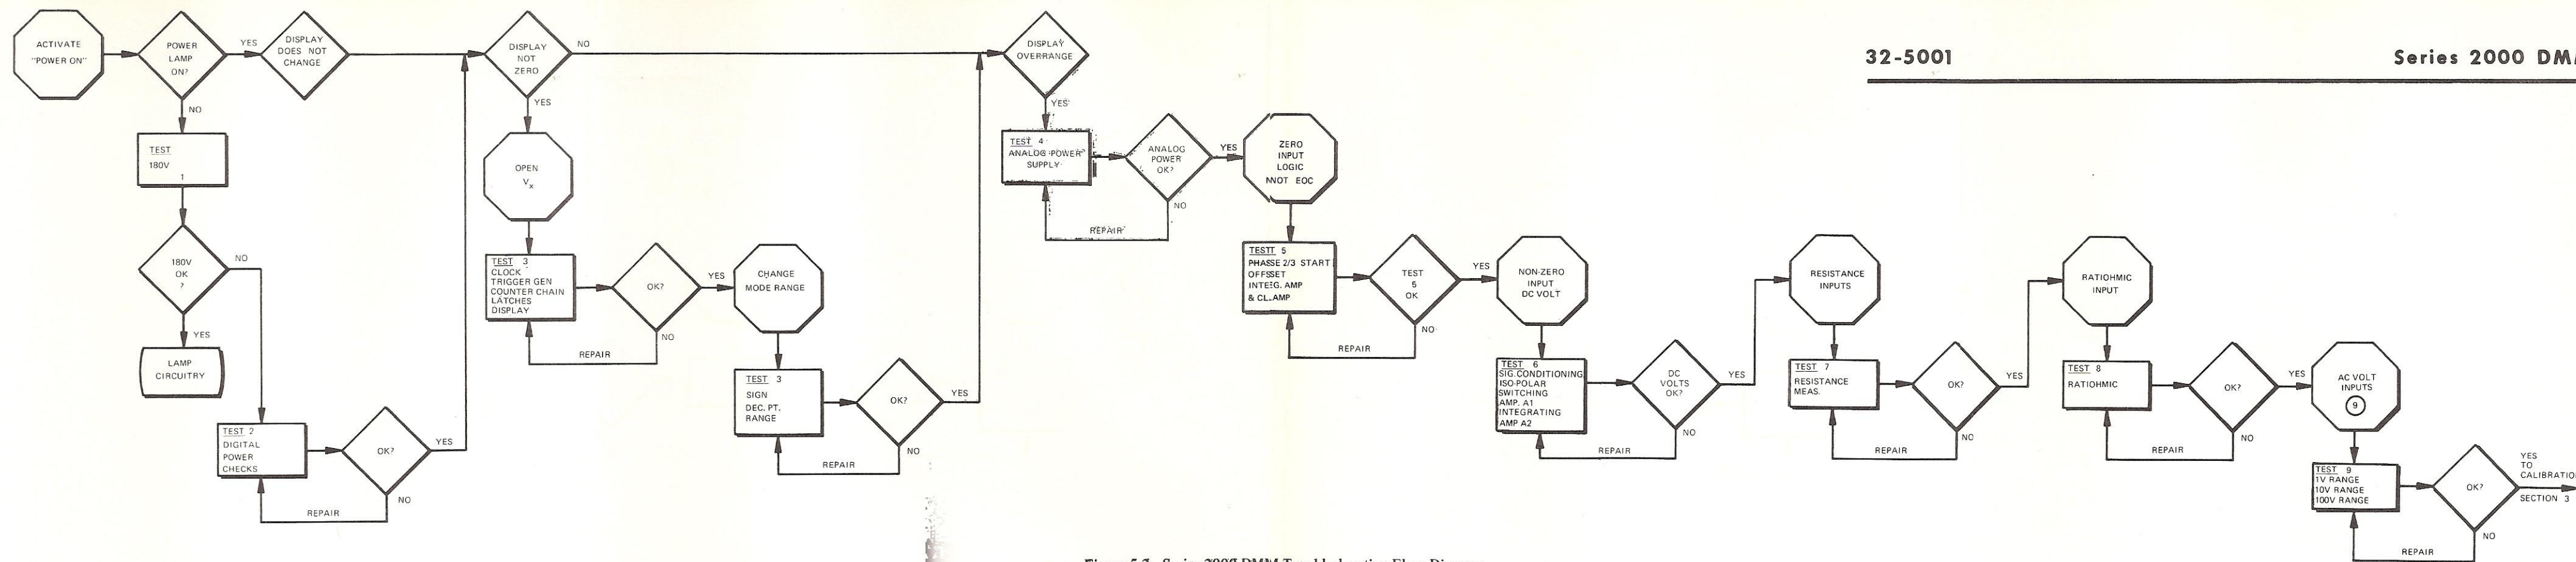 32-5001
Series 2000 DM
ACTIVATE
"POWER ON"
POWER
LAMP
ON?
YES
NO
DISPLAY
DOES NOT
CHANGE
TEST
180V
1
180V
OK
?
NO
YES
LAMP
CIRCUITRY
TEST 2
DIGITAL
POWER
CHECKS
OK?
YES
NO
REPAIR
DISPLAY
NOT
ZERO
NO
YES
OPEN
Vx
TEST 3
CLOCK
TRIGGER GEN
COUNTER CHAIN
LATCHES
DISPLAY
OK?
YES
NO
REPAIR
CHANGE
MODE RANGE
TEST 3
SIGN
DEC. PT.
RANGE
OK?
YES
NO
REPAIR
DISPLAY
OVERRANGE
YES
TEST 4
ANALOG POWER
SUPPLY
ANALOG
POWER
OK?
YES
NO
REPAIR
ZERO
INPUT
LOGIC
NNOT EOC
TESTT 5
PHASSE 2/3 START
OFFSSET
INTEG. AMP
& CLAMP
TEST
5
OK
YES
NO
REPAIR
NON-ZERO
INPUT
DC VOLT
TEST 6
SIG.CONDITIONING
ISO-POLAR
SWITCHING
AMP. A1
INTEGRATING
AMP A2
DC
VOLTS
OK?
YES
NO
REPAIR
RESISTANCE
INPUTS
TEST 7
RESISTANCE
MEAS.
OK?
YES
NO
REPAIR
RATIOHMIC
INPUT
TEST 8
RATIOHMIC
OK?
YES
NO
REPAIR
AC VOLT
INPUTS
9
TEST 9
1V RANGE
10V RANGE
100V RANGE
OK?
YES
TO
CALIBRATIO
SECTION 3
NO
REPAIR